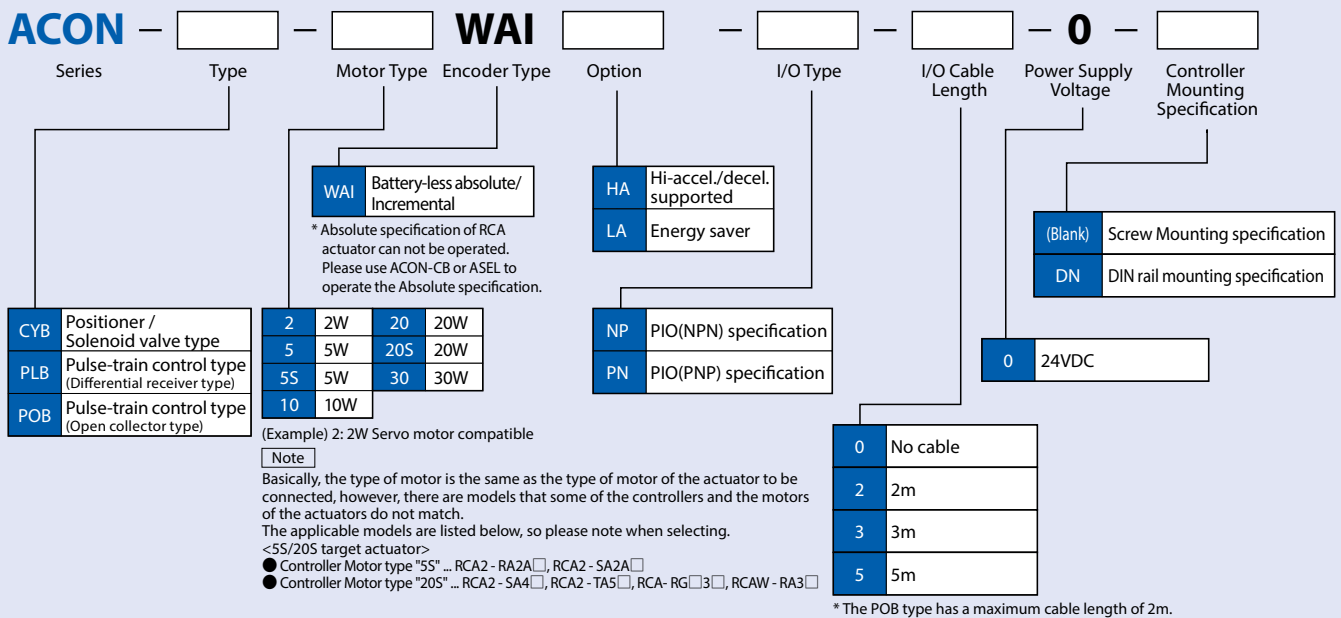 ACON – – WAI – – – 0 –
Series Type Motor Type Encoder Type Option I/O Type I/O Cable Length Power Supply Voltage Controller Mounting Specification
WAI Battery-less absolute/
Incremental
* Absolute specification of RCA
actuator can not be operated.
Please use ACON-CB or ASEL to
operate the Absolute specification.
HA Hi-accel./decel.
supported
LA Energy saver
(Blank) Screw Mounting specification
DN DIN rail mounting specification
CYB Positioner /
Solenoid valve type
PLB Pulse-train control type
(Differential receiver type)
POB Pulse-train control type
(Open collector type)
2 2W 20 20W
5 5W 20S 20W
5S 5W 30 30W
10 10W
(Example) 2: 2W Servo motor compatible
Note
Basically, the type of motor is the same as the type of motor of the actuator to be
connected, however, there are models that some of the controllers and the motors
of the actuators do not match.
The applicable models are listed below, so please note when selecting.
<5S/20S target actuator>
● Controller Motor type "5S" ... RCA2 - RA2A□, RCA2 - SA2A□
● Controller Motor type "20S" ... RCA2 - SA4□, RCA2 - TA5□, RCA- RG□3□, RCAW - RA3□
NP PIO(NPN) specification
PN PIO(PNP) specification
0 24VDC
0 No cable
2 2m
3 3m
5 5m
* The POB type has a maximum cable length of 2m.